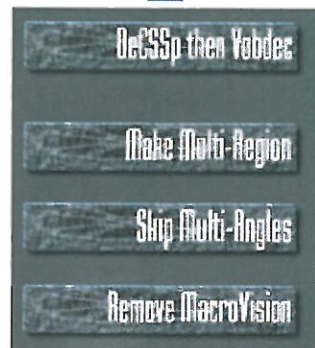 DeCSSp then Vobdec
Make Multi-Region
Skip Multi-Angles
Remove MacroVision